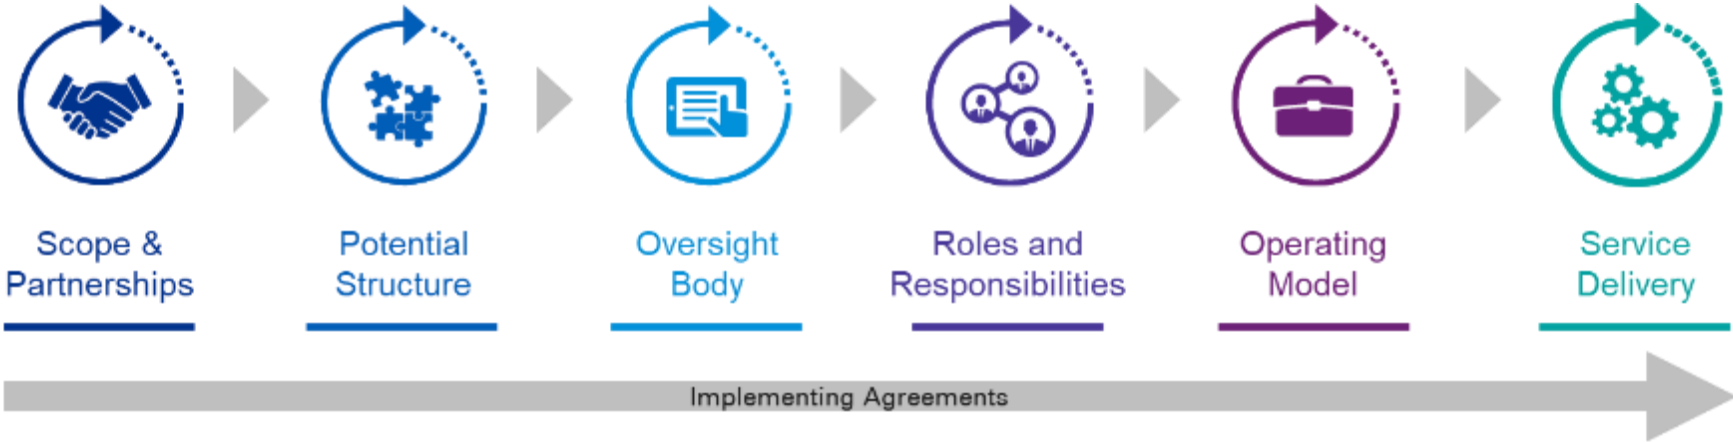 Scope &
Partnerships
Potential
Structure
Oversight
Body
Roles and
Responsibilities
Operating
Model
Service
Delivery
Implementing Agreements